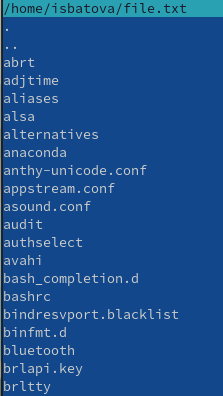 /home/isbatova/file.txt
.
..
abrt
adjtime
aliases
alsa
alternatives
anaconda
anthy-unicode.conf
appstream.conf
asound.conf
audit
authselect
avahi
bash_completion.d
bashrc
bindresvport.blacklist
binfmt.d
bluetooth
brlapi.key
brltty